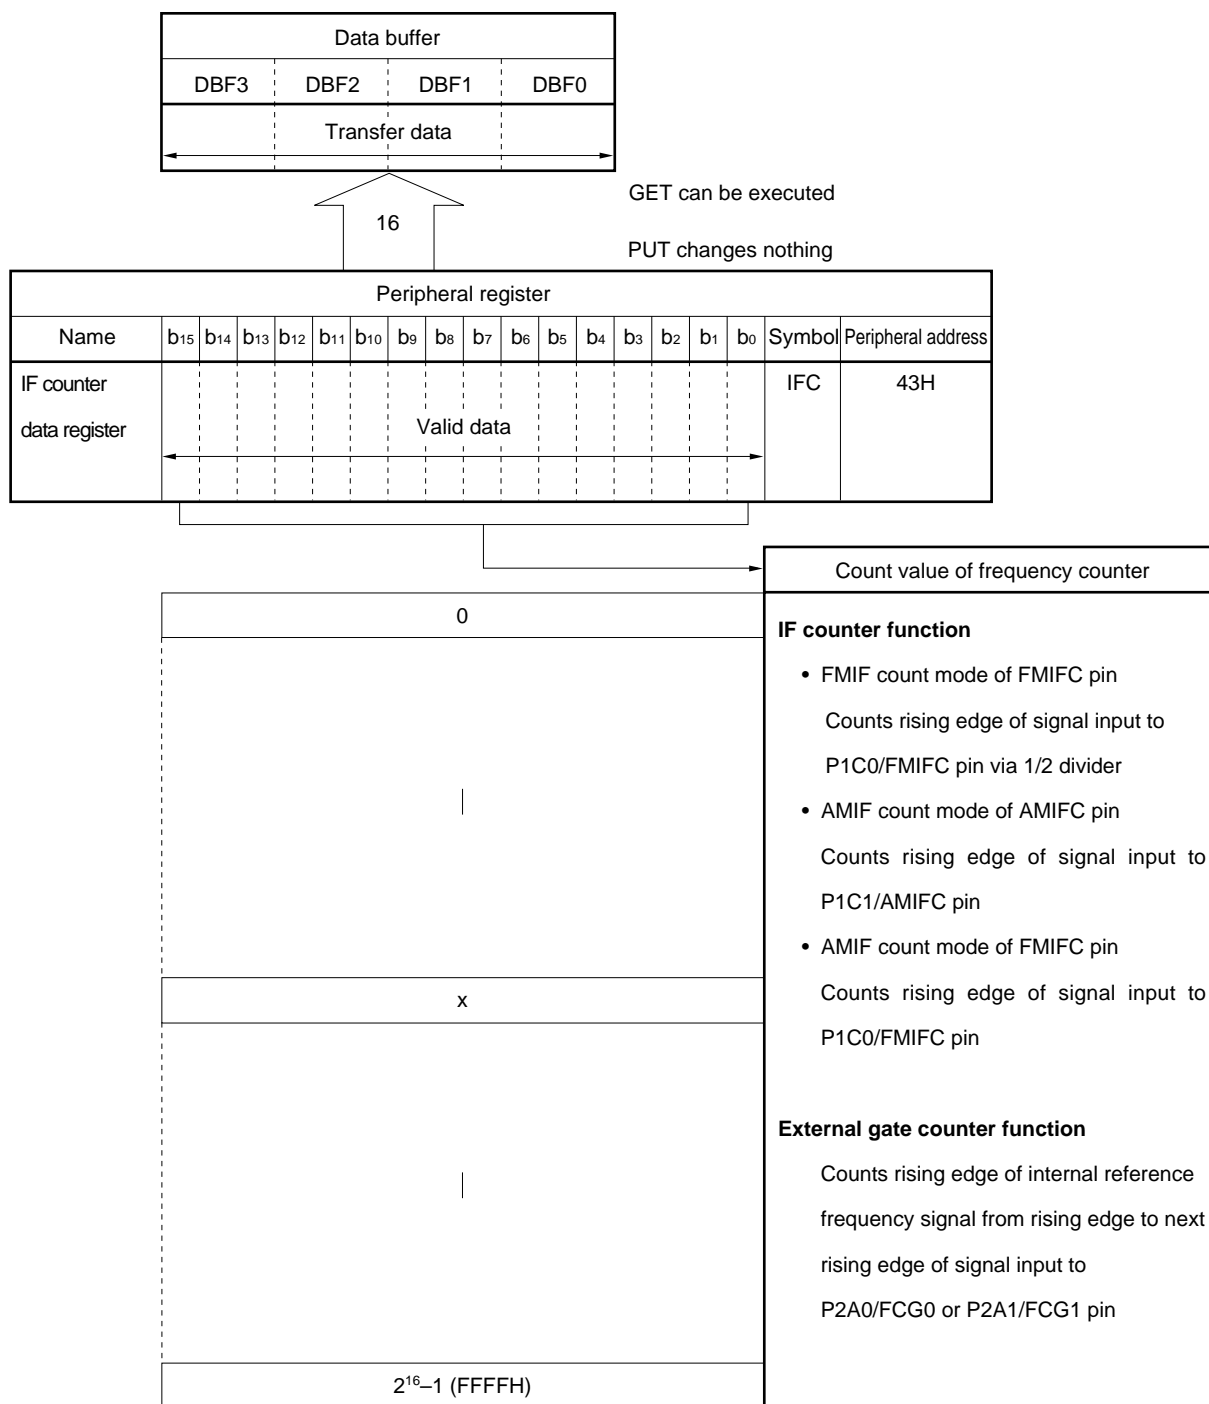 Data buffer
DBF3 DBF2 DBF1 DBF0
Transfer data
GET can be executed
16
PUT changes nothing
Peripheral register
Name b15 b14 b13 b12 b11 b10 b9 b8 b7 b6 b5 b4 b3 b2 b1 b0 Symbol Peripheral address
IF counter IFC 43H
data register Valid data
Count value of frequency counter
0
IF counter function
• FMIF count mode of FMIFC pin
Counts rising edge of signal input to
P1C0/FMIFC pin via 1/2 divider
• AMIF count mode of AMIFC pin
Counts rising edge of signal input to
P1C1/AMIFC pin
• AMIF count mode of FMIFC pin
x
Counts rising edge of signal input to
P1C0/FMIFC pin
External gate counter function
Counts rising edge of internal reference
frequency signal from rising edge to next
rising edge of signal input to
P2A0/FCG0 or P2A1/FCG1 pin
2^16–1 (FFFFH)